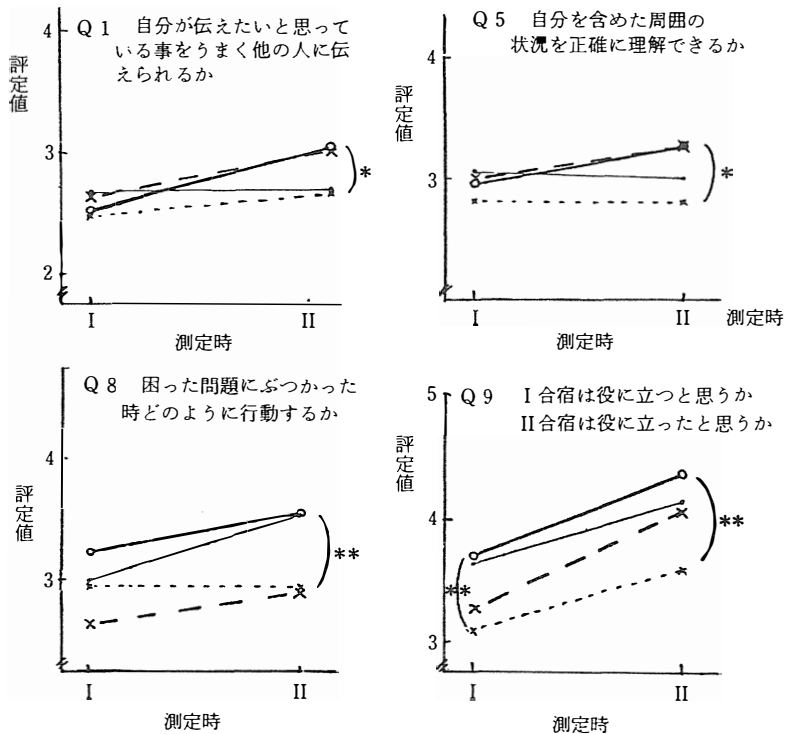 Q 1 自分が伝えたいと思って
いる事をうまく他の人に伝
えられるか
4
3
2
評定値
*
I
II
測定時
Q 5 自分を含めた周囲の
状況を正確に理解できるか
4
3
評定値
*
I
II
測定時
測定時
Q 8 困った問題にぶつかった
時どのように行動するか
4
3
評定値
**
I
II
測定時
Q 9 I 合宿は役に立つと思うか
II 合宿は役に立ったと思うか
5
4
3
評定値
**
**
I
II
測定時